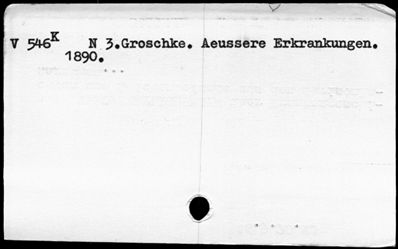 V 546K N 3.Groschke. Aeussere Erkrankungen.
1890.